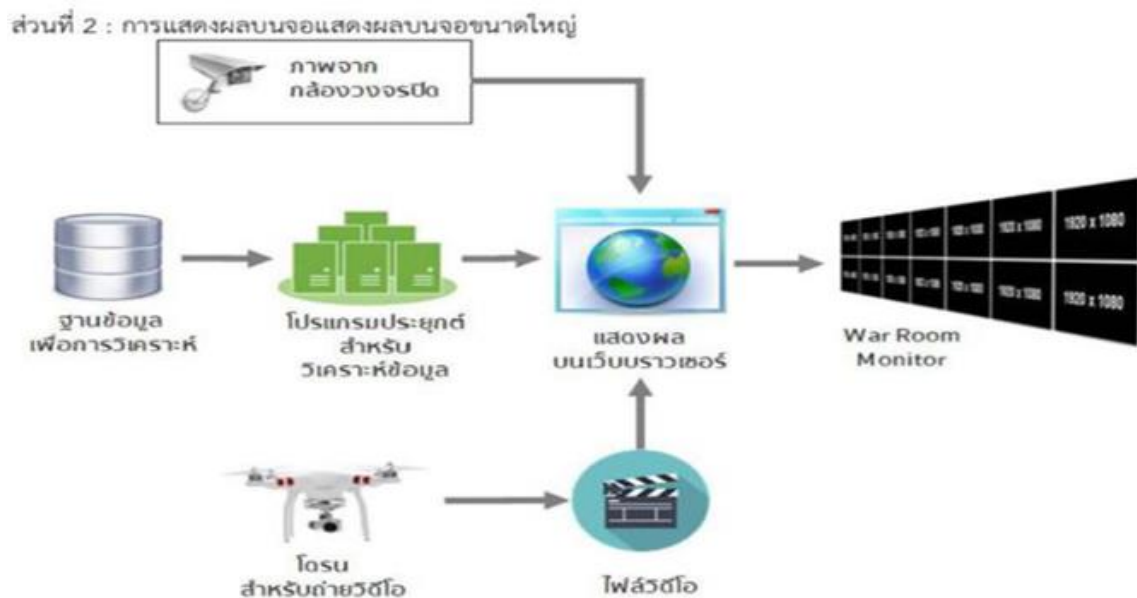 ส่วนที่ 2 : การแสดงผลบนจอแสดงผลบนจอขนาดใหญ่
ภาพจาก
กล้องวงจรปิด
ฐานข้อมูล
เพื่อการวิเคราะห์
โปรแกรมประยุกต์
สำหรับ
วิเคราะห์ข้อมูล
แสดงผล
บนเว็บบราวเซอร์
War Room
Monitor
1920 x 1080
1920 x 1080
1920 x 1080
1920 x 1080
1920 x 1080
1920 x 1080
โดรน
สำหรับถ่ายวิดีโอ
ไฟล์วิดีโอ